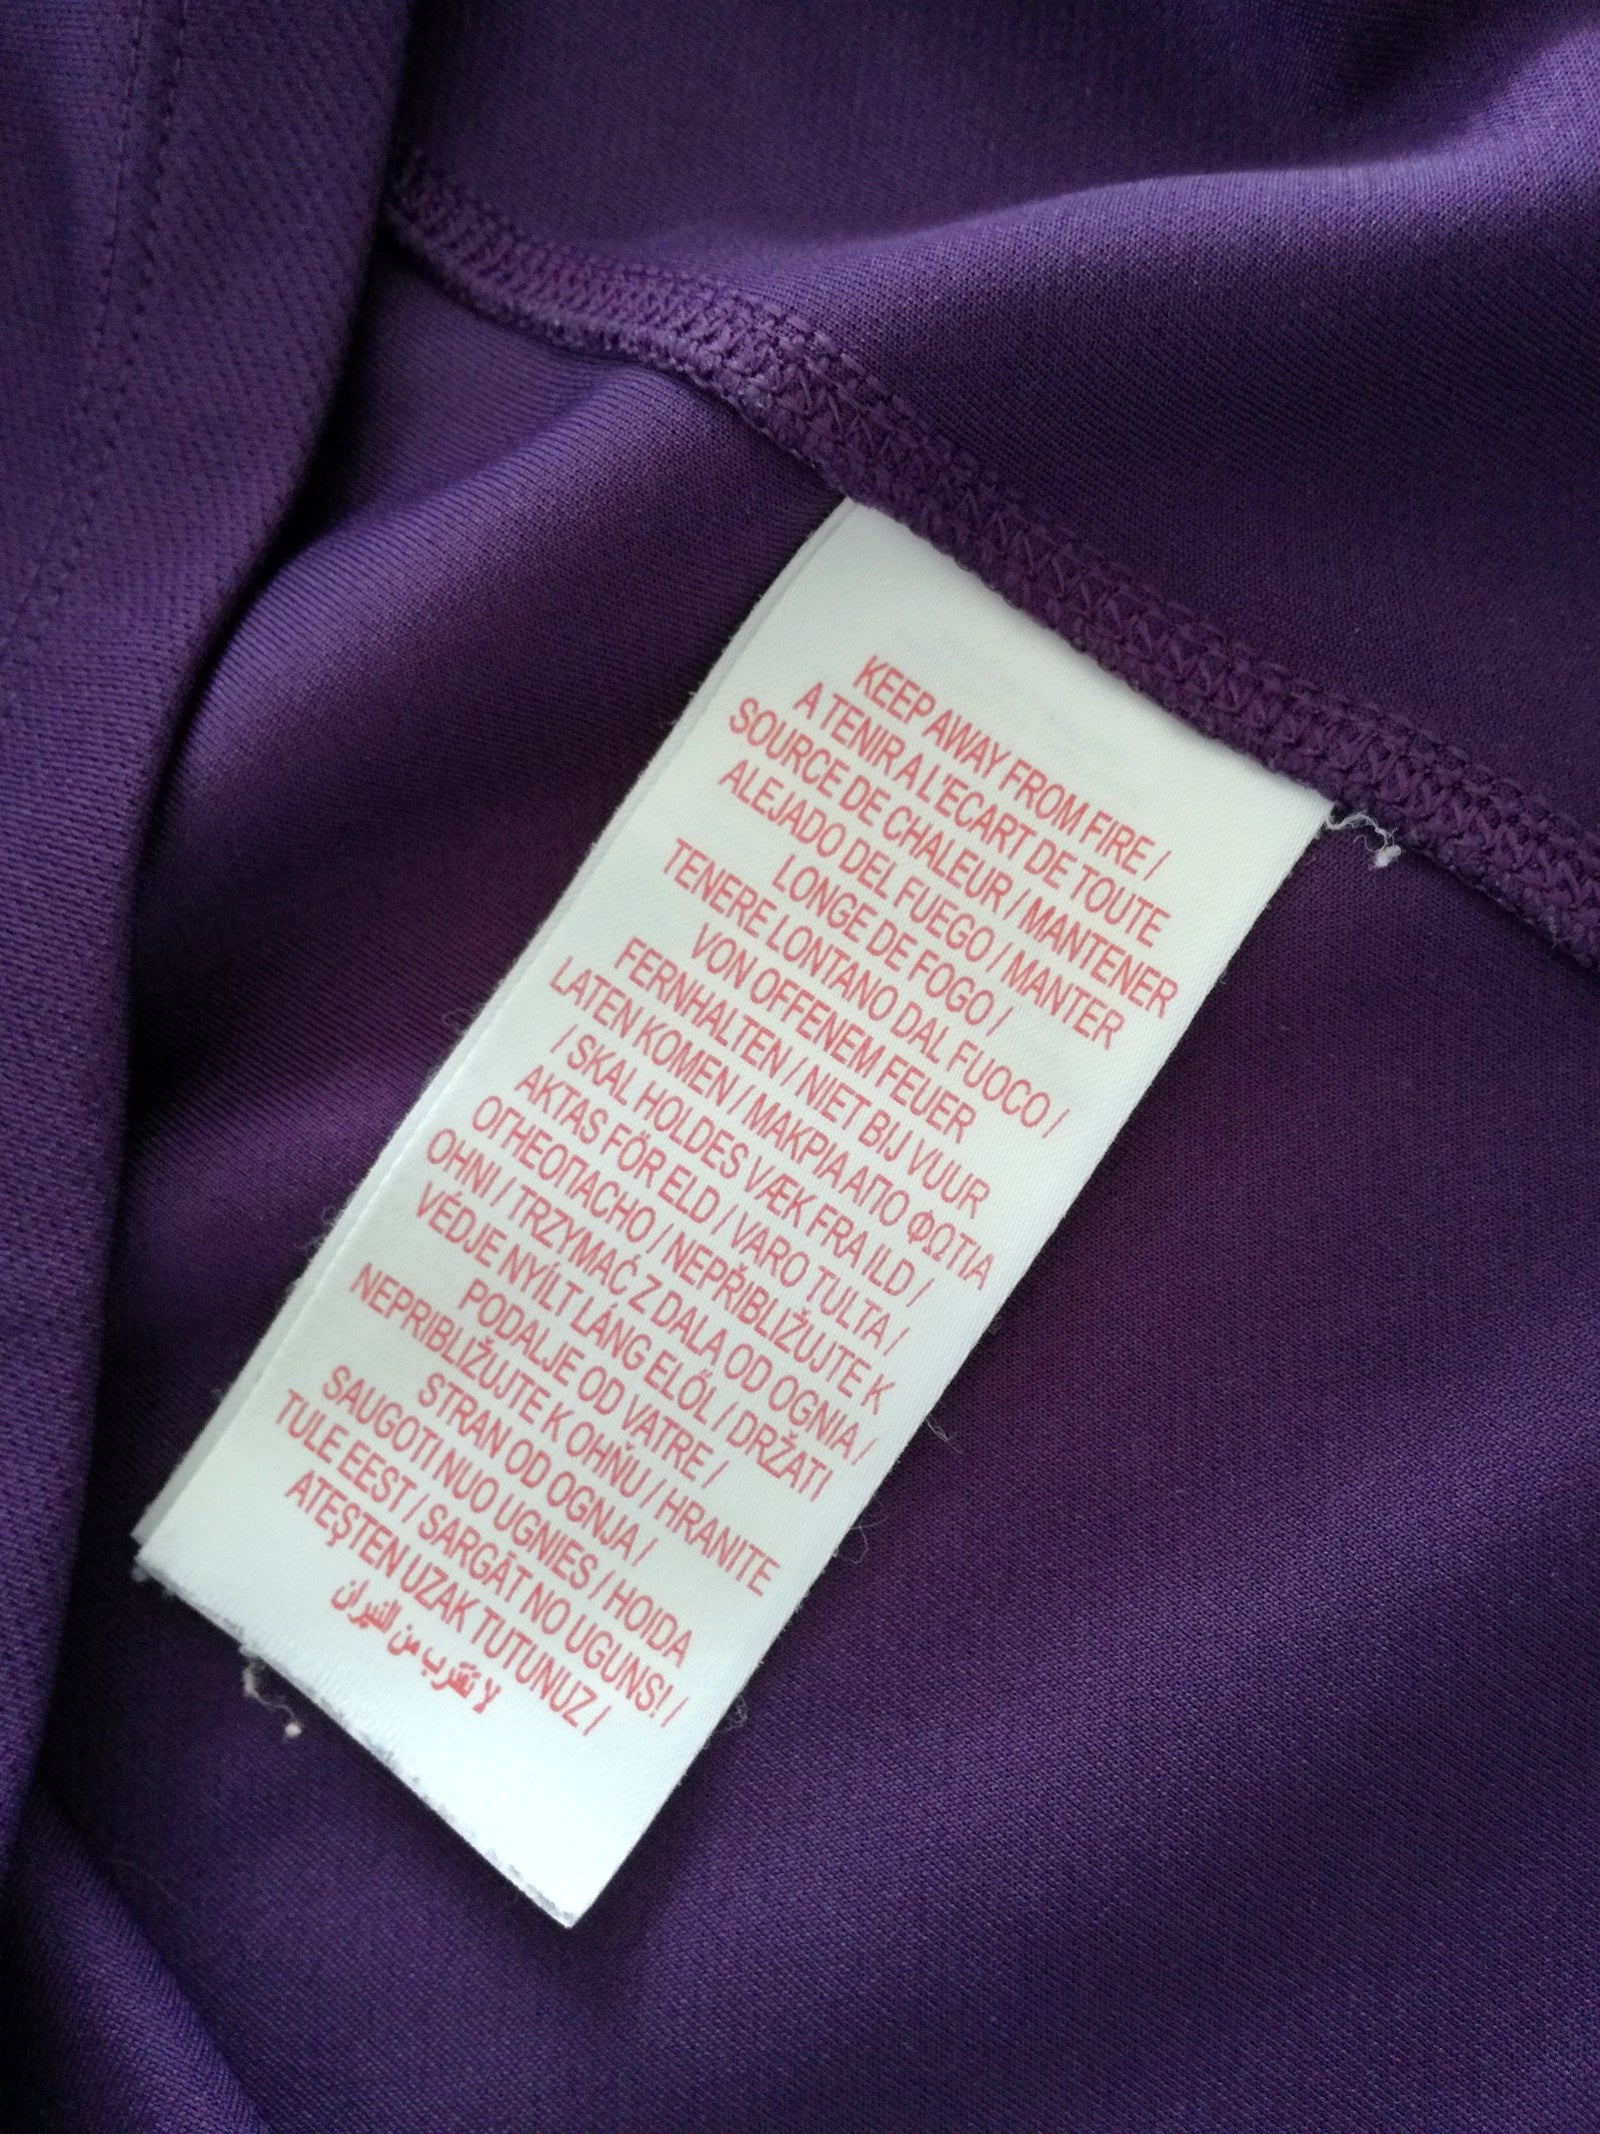 KEEP AWAY FROM FIRE /
A TENIR A L'ECART DE TOUTE
SOURCE DE CHALEUR / MANTENER
ALEJADO DEL FUEGO / MANTER
LONGE DE FOGO /
TENERE LONTANO DAL FUOCO /
VON OFFENEM FEUER
FERNHALTEN / NIET BIJ VUUR
LATEN KOMEN / ΜΑΚΡΙΑ ΑΠΟ ΦΩΤΙΑ
/ SKAL HOLDES VÆK FRA ILD /
AKTAS FÖR ELD / VARO TULTA /
ОГНЕОПАСНО / NEPŘIBLIŽUJTE K
OHNI / TRZYMAĆ Z DALA OD OGNIA /
VÉDJE NYÍLT LÁNG ELŐL / DRŽATI
PODALJE OD VATRE /
NEPRIBLIŽUJTE K OHŇU / HRANITE
STRAN OD OGNJA /
SAUGOTI NUO UGNIES / HOIDA
TULE EEST / SARGĀT NO UGUNS! /
ATEŞTEN UZAK TUTUNUZ /
لا تقرب من النيران